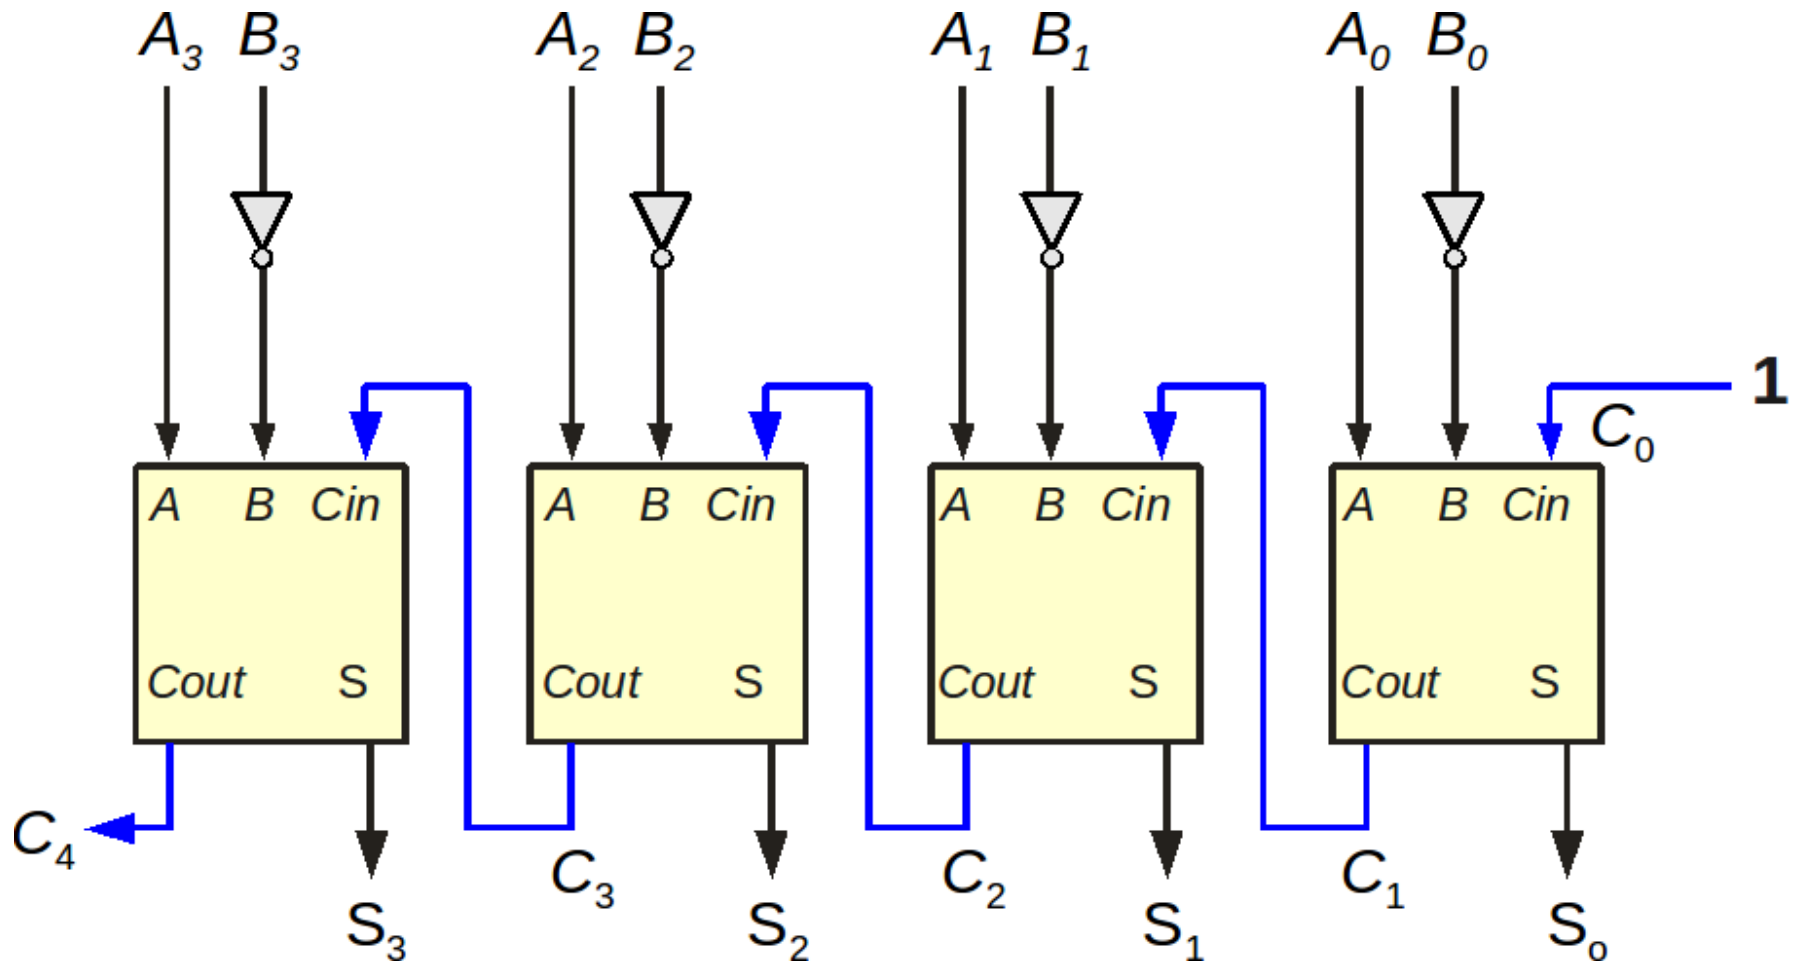 A₃ B₃ A₂ B₂ A₁ B₁ A₀ B₀
1
C₀
A B Cin A B Cin A B Cin A B Cin
Cout S Cout S Cout S Cout S
C₄
C₃ C₂ C₁
S₃ S₂ S₁ Sₒ